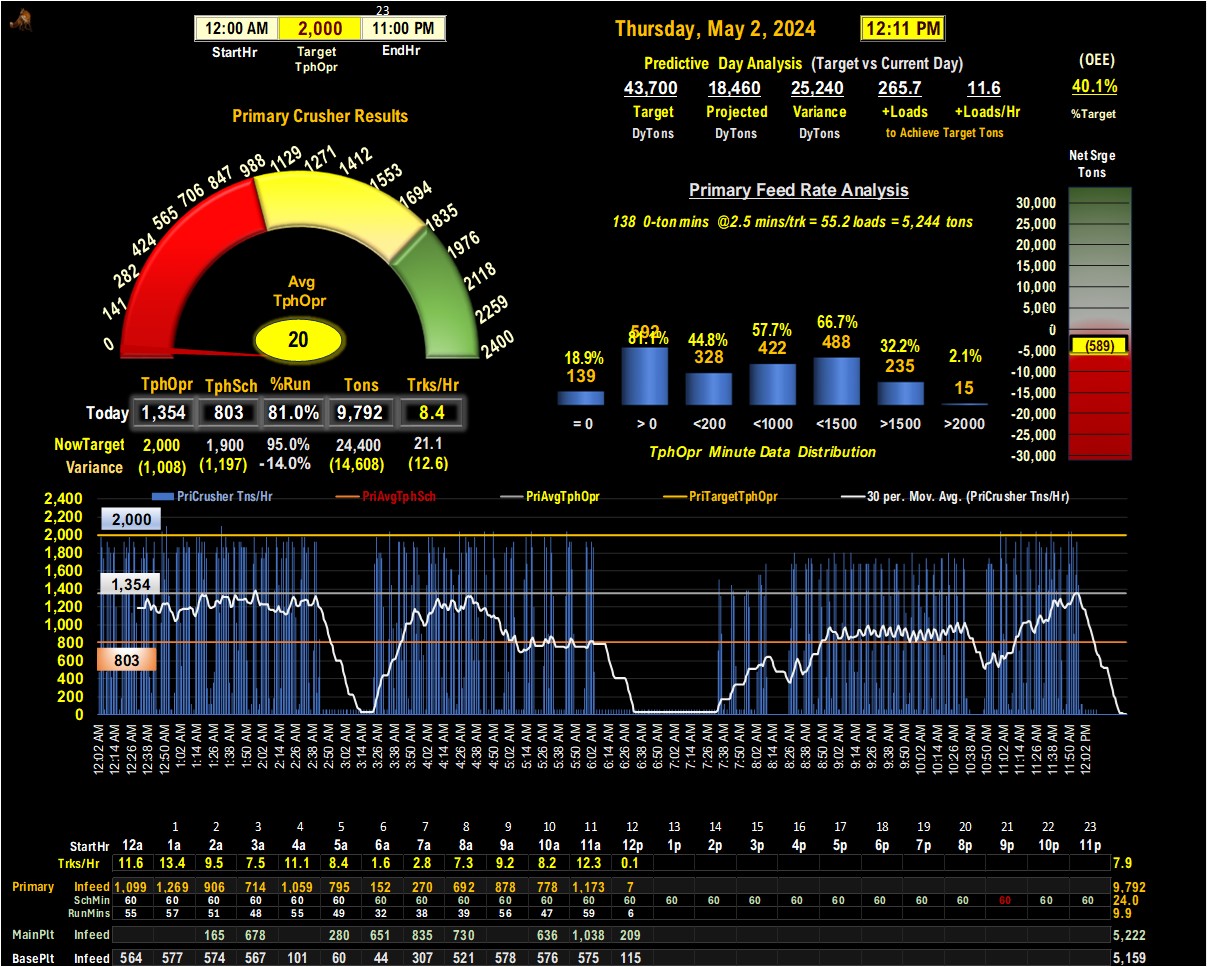 23
12:00 AM 2,000 11:00 PM
StartHr Target TphOpr EndHr
Thursday, May 2, 2024 12:11 PM
Predictive Day Analysis (Target vs Current Day)
43,700 18,460 25,240 265.7 11.6
Target Projected Variance +Loads +Loads/Hr
DyTons DyTons DyTons to Achieve Target Tons
(OEE)
40.1%
%Target
Primary Crusher Results
0 141 282 424 565 706 847 988 1129 1271 1412 1553 1694 1835 1976 2118 2259 2400
Avg
TphOpr
20
TphOpr TphSch %Run Tons Trks/Hr
Today 1,354 803 81.0% 9,792 8.4
NowTarget 2,000 1,900 95.0% 24,400 21.1
Variance (1,008) (1,197) -14.0% (14,608) (12.6)
Primary Feed Rate Analysis
138 0-ton mins @2.5 mins/trk = 55.2 loads = 5,244 tons
18.9% 81.1% 44.8% 57.7% 66.7% 32.2% 2.1%
139 592 328 422 488 235 15
= 0 > 0 <200 <1000 <1500 >1500 >2000
TphOpr Minute Data Distribution
Net Srge
Tons
30,000
25,000
20,000
15,000
10,000
5,000
0
-5,000
-10,000
-15,000
-20,000
-25,000
-30,000
(589)
PriCrusher Tns/Hr PriAvgTphSch PriAvgTphOpr PriTargetTphOpr 30 per. Mov. Avg. (PriCrusher Tns/Hr)
2,400
2,200
2,000
1,800
1,600
1,400
1,200
1,000
800
600
400
200
0
2,000
1,354
803
12:02 AM 12:14 AM 12:26 AM 12:38 AM 12:50 AM 1:02 AM 1:14 AM 1:26 AM 1:38 AM 1:50 AM 2:02 AM 2:14 AM 2:26 AM 2:38 AM 2:50 AM 3:02 AM 3:14 AM 3:26 AM 3:38 AM 3:50 AM 4:02 AM 4:14 AM 4:26 AM 4:38 AM 4:50 AM 5:02 AM 5:14 AM 5:26 AM 5:38 AM 5:50 AM 6:02 AM 6:14 AM 6:26 AM 6:38 AM 6:50 AM 7:02 AM 7:14 AM 7:26 AM 7:38 AM 7:50 AM 8:02 AM 8:14 AM 8:26 AM 8:38 AM 8:50 AM 9:02 AM 9:14 AM 9:26 AM 9:38 AM 9:50 AM 10:02 AM 10:14 AM 10:26 AM 10:38 AM 10:50 AM 11:02 AM 11:14 AM 11:26 AM 11:38 AM 11:50 AM 12:02 PM
1 2 3 4 5 6 7 8 9 10 11 12 13 14 15 16 17 18 19 20 21 22 23
StartHr 12a 1a 2a 3a 4a 5a 6a 7a 8a 9a 10a 11a 12p 1p 2p 3p 4p 5p 6p 7p 8p 9p 10p 11p
Trks/Hr 11.6 13.4 9.5 7.5 11.1 8.4 1.6 2.8 7.3 9.2 8.2 12.3 0.1 7.9
Primary Infeed 1,099 1,269 906 714 1,059 795 152 270 692 878 778 1,173 7 9,792
SchMin 60 60 60 60 60 60 60 60 60 60 60 60 60 60 60 60 60 60 60 60 60 60 60 60 24.0
RunMins 55 57 51 48 55 49 32 38 39 56 47 59 6 9.9
MainPlt Infeed 165 678 280 651 835 730 636 1,038 209 5,222
BasePlt Infeed 564 577 574 567 101 60 44 307 521 578 576 575 115 5,159